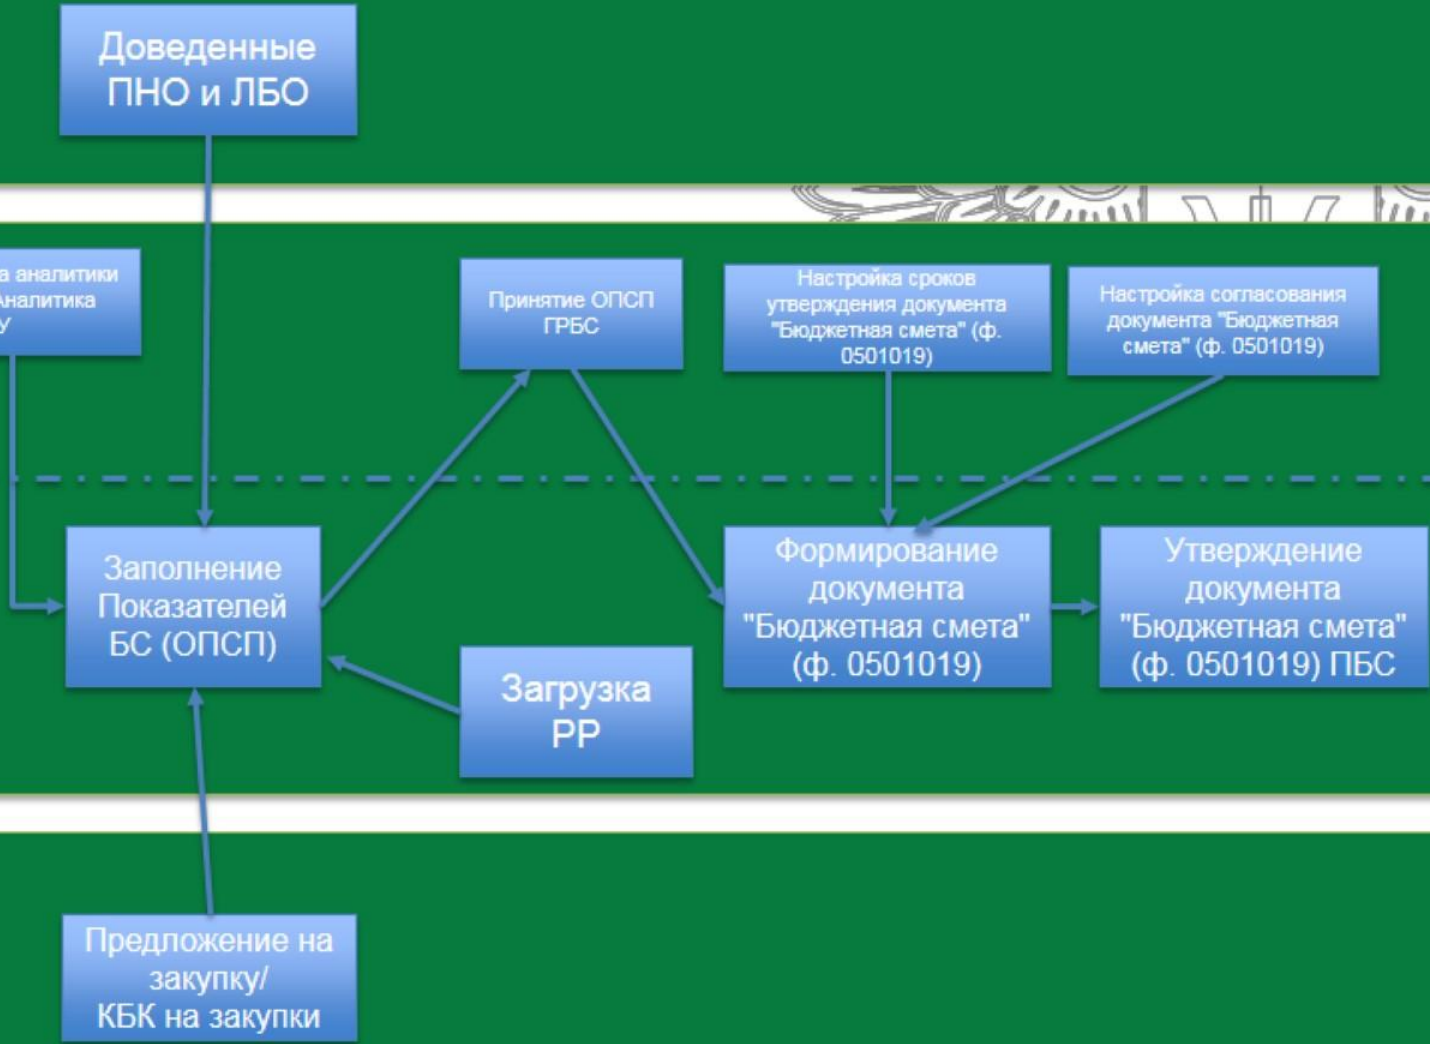 Доведенные
ПНО и ЛБО
а аналитики
Аналитика
У
Принятие ОПСП
ГРБС
Настройка сроков
утверждения документа
"Бюджетная смета" (ф.
0501019)
Настройка согласования
документа "Бюджетная
смета" (ф. 0501019)
Заполнение
Показателей
БС (ОПСП)
Загрузка
РР
Формирование
документа
"Бюджетная смета"
(ф. 0501019)
Утверждение
документа
"Бюджетная смета"
(ф. 0501019) ПБС
Предложение на
закупку/
КБК на закупки